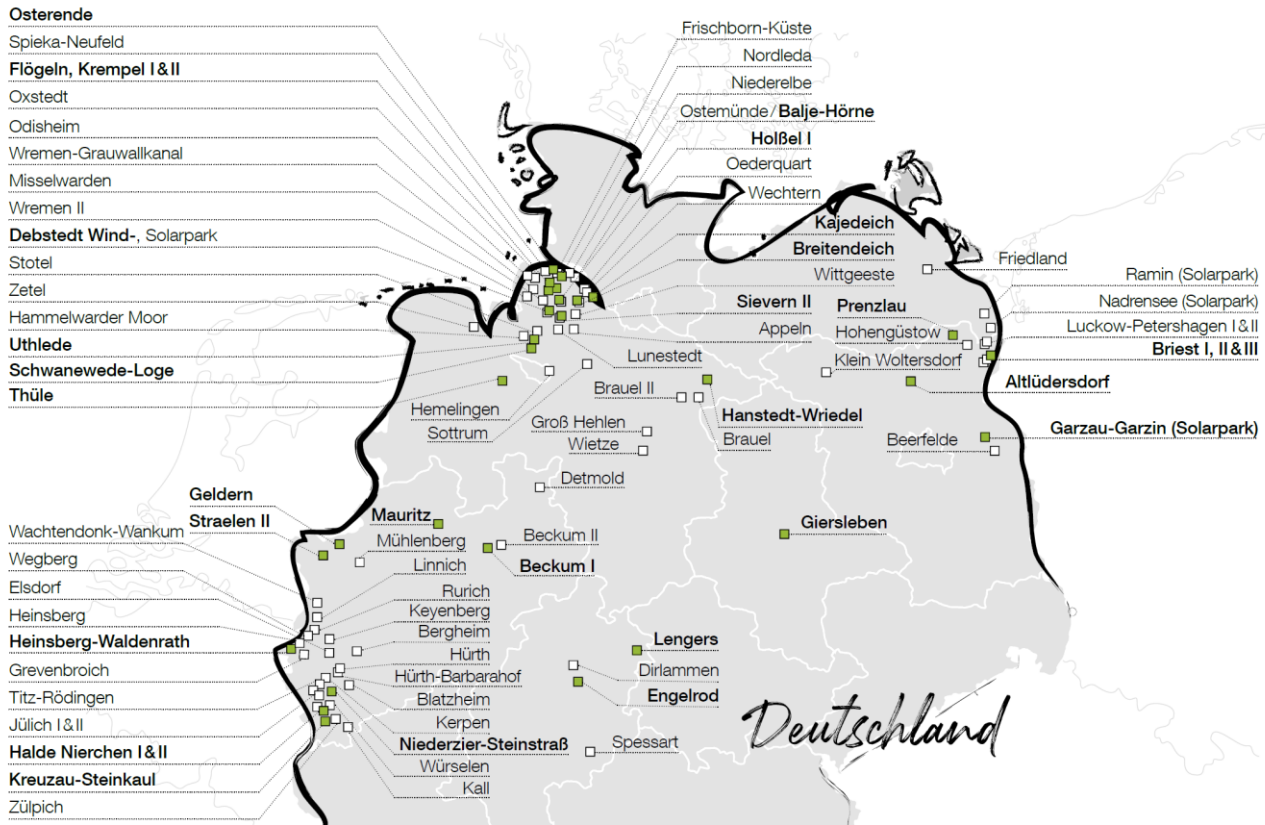 Osterende
Spieka-Neufeld
Flögeln, Krempel I & II
Oxstedt
Odisheim
Wremen-Grauwallkanal
Misselwarden
Wremen II
Debstedt Wind-, Solarpark
Stotel
Zetel
Hammelwarder Moor
Uthlede
Schwanewede-Loge
Thüle
Frischborn-Küste
Nordleda
Niederelbe
Ostemünde / Balje-Hörne
Holßel I
Oederquart
Wechtern
Kajedeich
Breitendeich
Wittgeeste
Sievern II
Appeln
Lunestedt
Brauel II
Hemelingen
Sottrum
Groß Hehlen
Wietze
Hanstedt-Wriedel
Brauel
Detmold
Friedland
Ramin (Solarpark)
Nadrensee (Solarpark)
Luckow-Petershagen I & II
Briest I, II & III
Prenzlau
Hohengüstow
Klein Woltersdorf
Altlüdersdorf
Garzau-Garzin (Solarpark)
Beerfelde
Geldern
Straelen II
Wachtendonk-Wankum
Wegberg
Elsdorf
Heinsberg
Heinsberg-Waldenrath
Grevenbroich
Titz-Rödingen
Jülich I & II
Halde Nierchen I & II
Kreuzau-Steinkaul
Zülpich
Mauritz
Mühlenberg
Linnich
Rurich
Keyenberg
Bergheim
Hürth
Hürth-Barbarahof
Blatzheim
Kerpen
Niederzier-Steinstraß
Würselen
Kall
Beckum II
Beckum I
Giersleben
Lengers
Dirlammen
Engelrod
Spessart
Deutschland